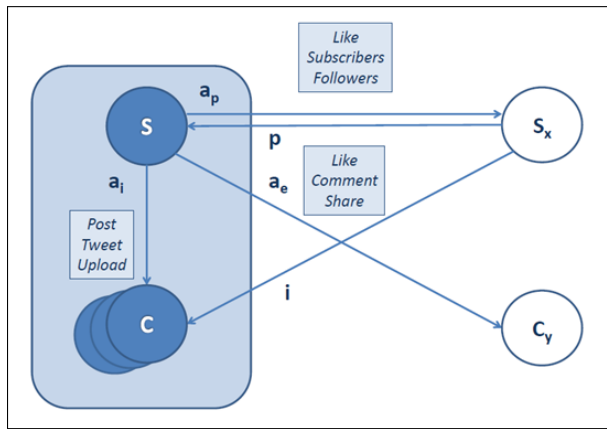 Like
Subscribers
Followers
a_p
S
S_x
p
Like
Comment
Share
a_i
a_e
Post
Tweet
Upload
i
C
C_y